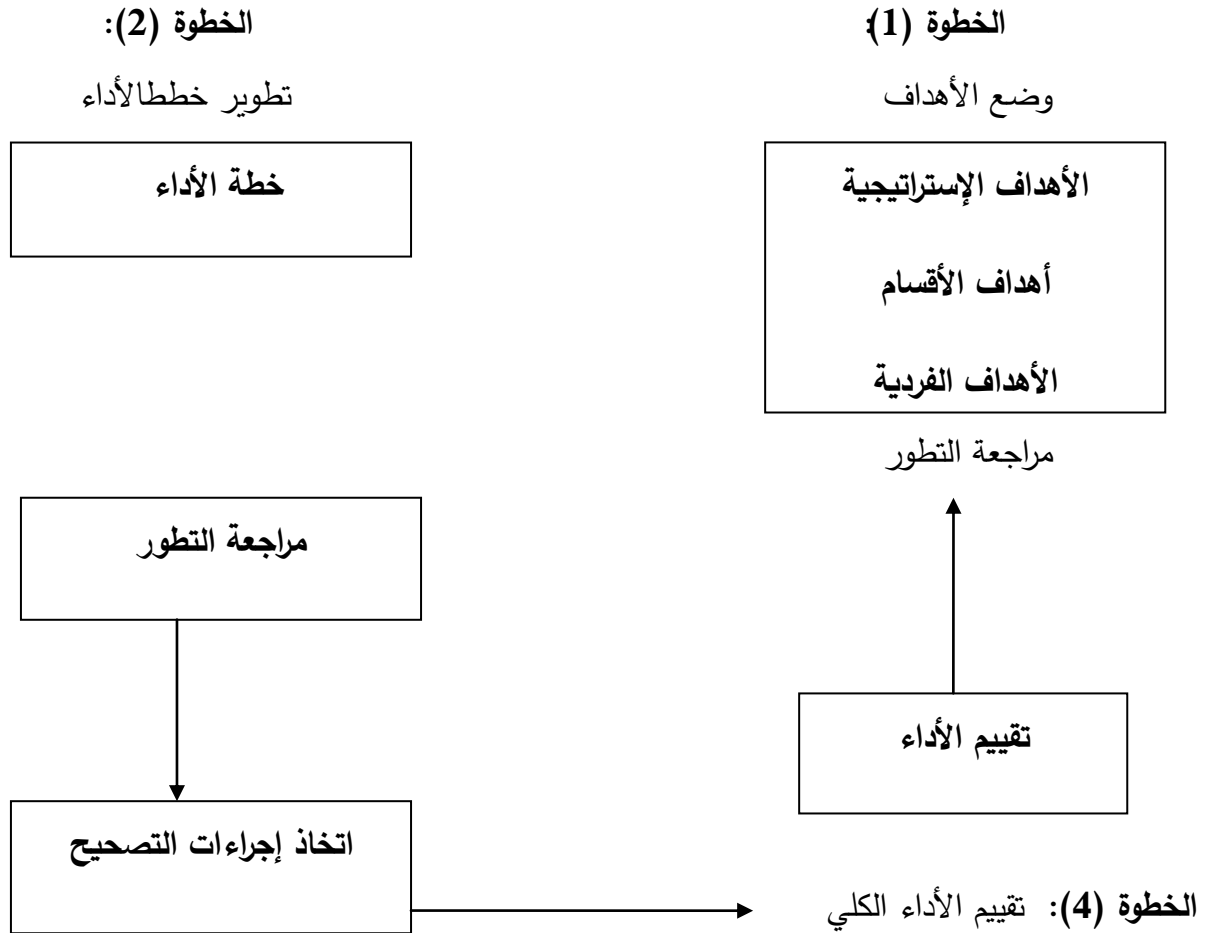 الخطوة (1):
وضع الأهداف
الأهداف الإستراتيجية
أهداف الأقسام
الأهداف الفردية
مراجعة التطور
تقييم الأداء
الخطوة (2):
تطوير خططالأداء
خطة الأداء
مراجعة التطور
اتخاذ إجراءات التصحيح
الخطوة (4): تقييم الأداء الكلي